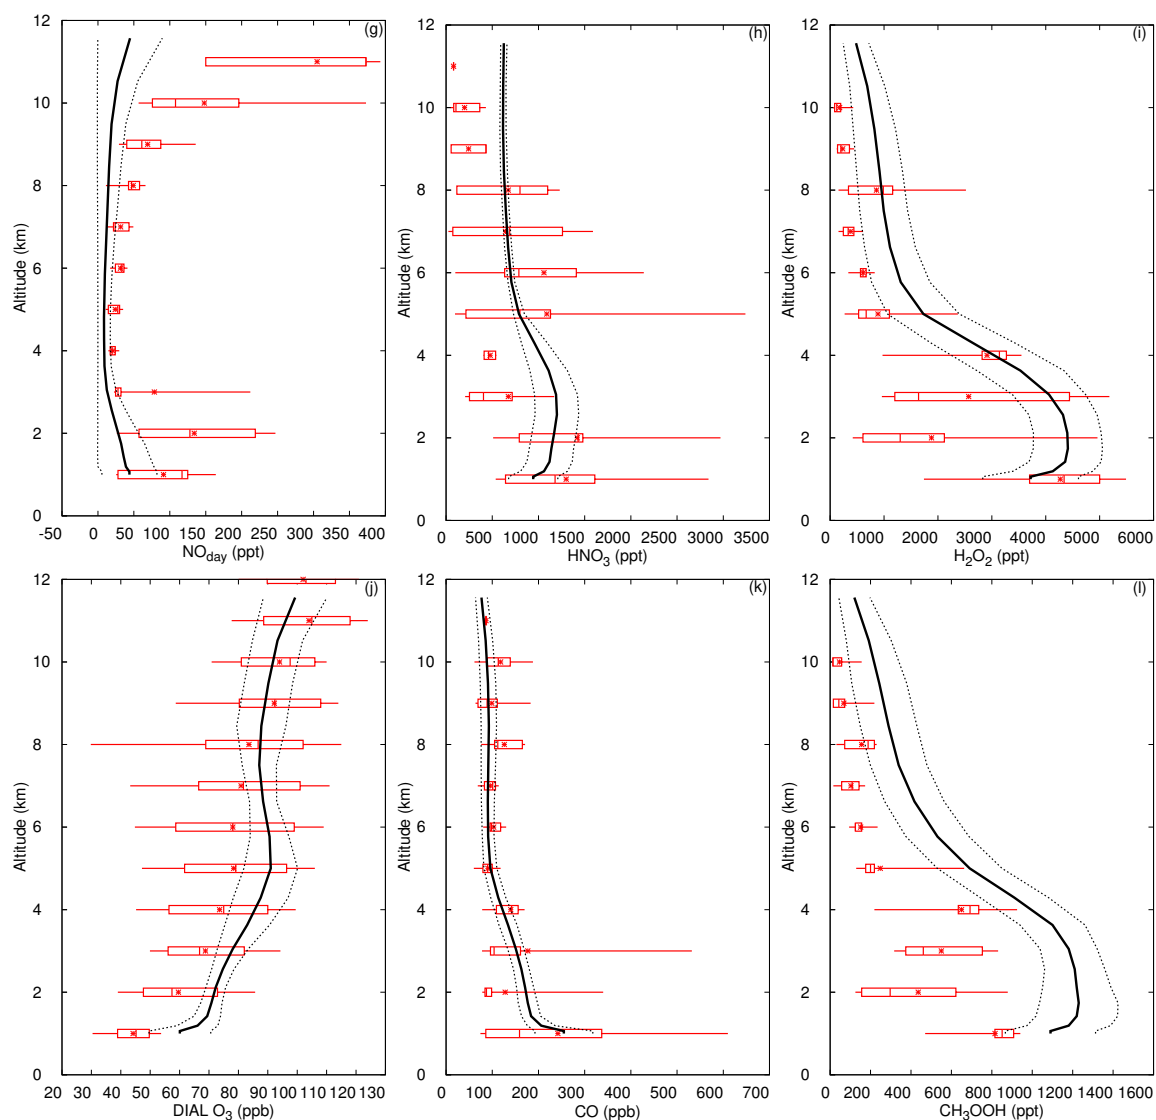 (g)
12
10
8
6
4
2
0
Altitude (km)
-50 0 50 100 150 200 250 300 350 400
NOday (ppt)
(h)
12
10
8
6
4
2
0
Altitude (km)
0 500 1000 1500 2000 2500 3000 3500
HNO3 (ppt)
(i)
12
10
8
6
4
2
0
Altitude (km)
0 1000 2000 3000 4000 5000 6000
H2O2 (ppt)
(j)
12
10
8
6
4
2
0
Altitude (km)
20 30 40 50 60 70 80 90 100 110 120 130
DIAL O3 (ppb)
(k)
12
10
8
6
4
2
0
Altitude (km)
0 100 200 300 400 500 600 700
CO (ppb)
(l)
12
10
8
6
4
2
0
Altitude (km)
0 200 400 600 800 1000 1200 1400 1600
CH3OOH (ppt)